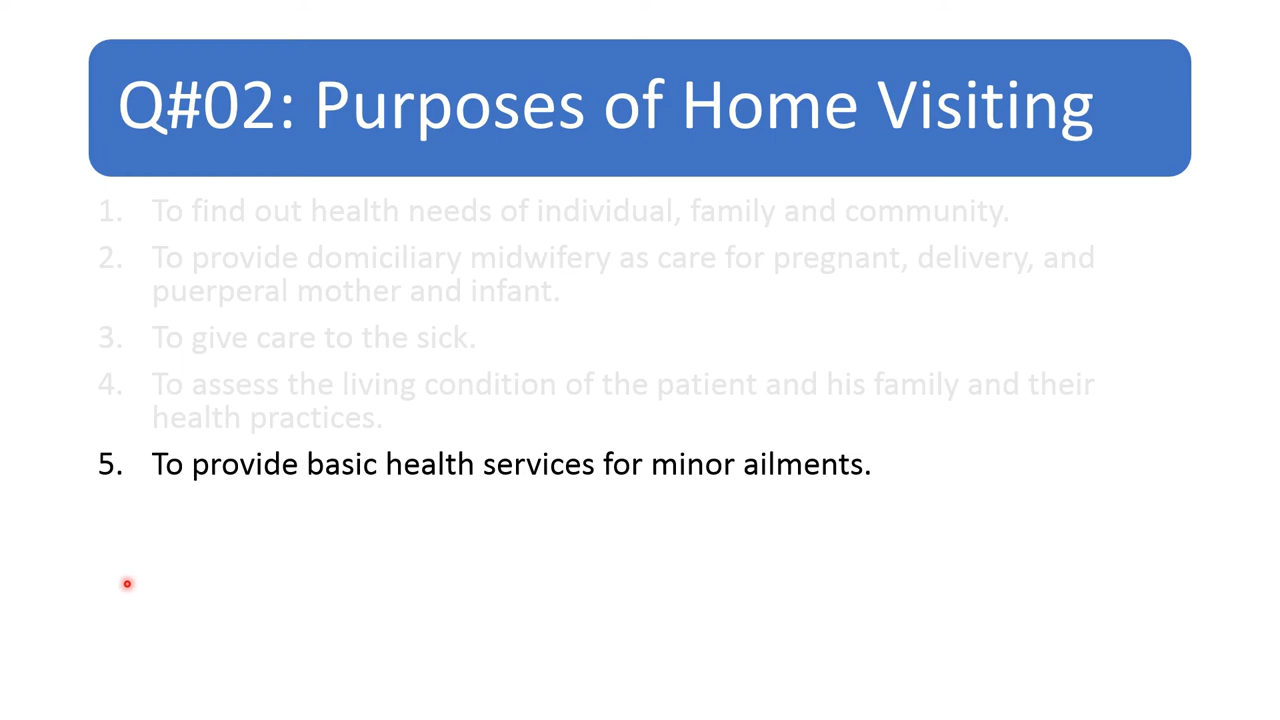 Q#02: Purposes of Home Visiting
1. To find out health needs of individual, family and community.
2. To provide domiciliary midwifery as care for pregnant, delivery, and
puerperal mother and infant.
3. To give care to the sick.
4. To assess the living condition of the patient and his family and their
health practices.
5. To provide basic health services for minor ailments.